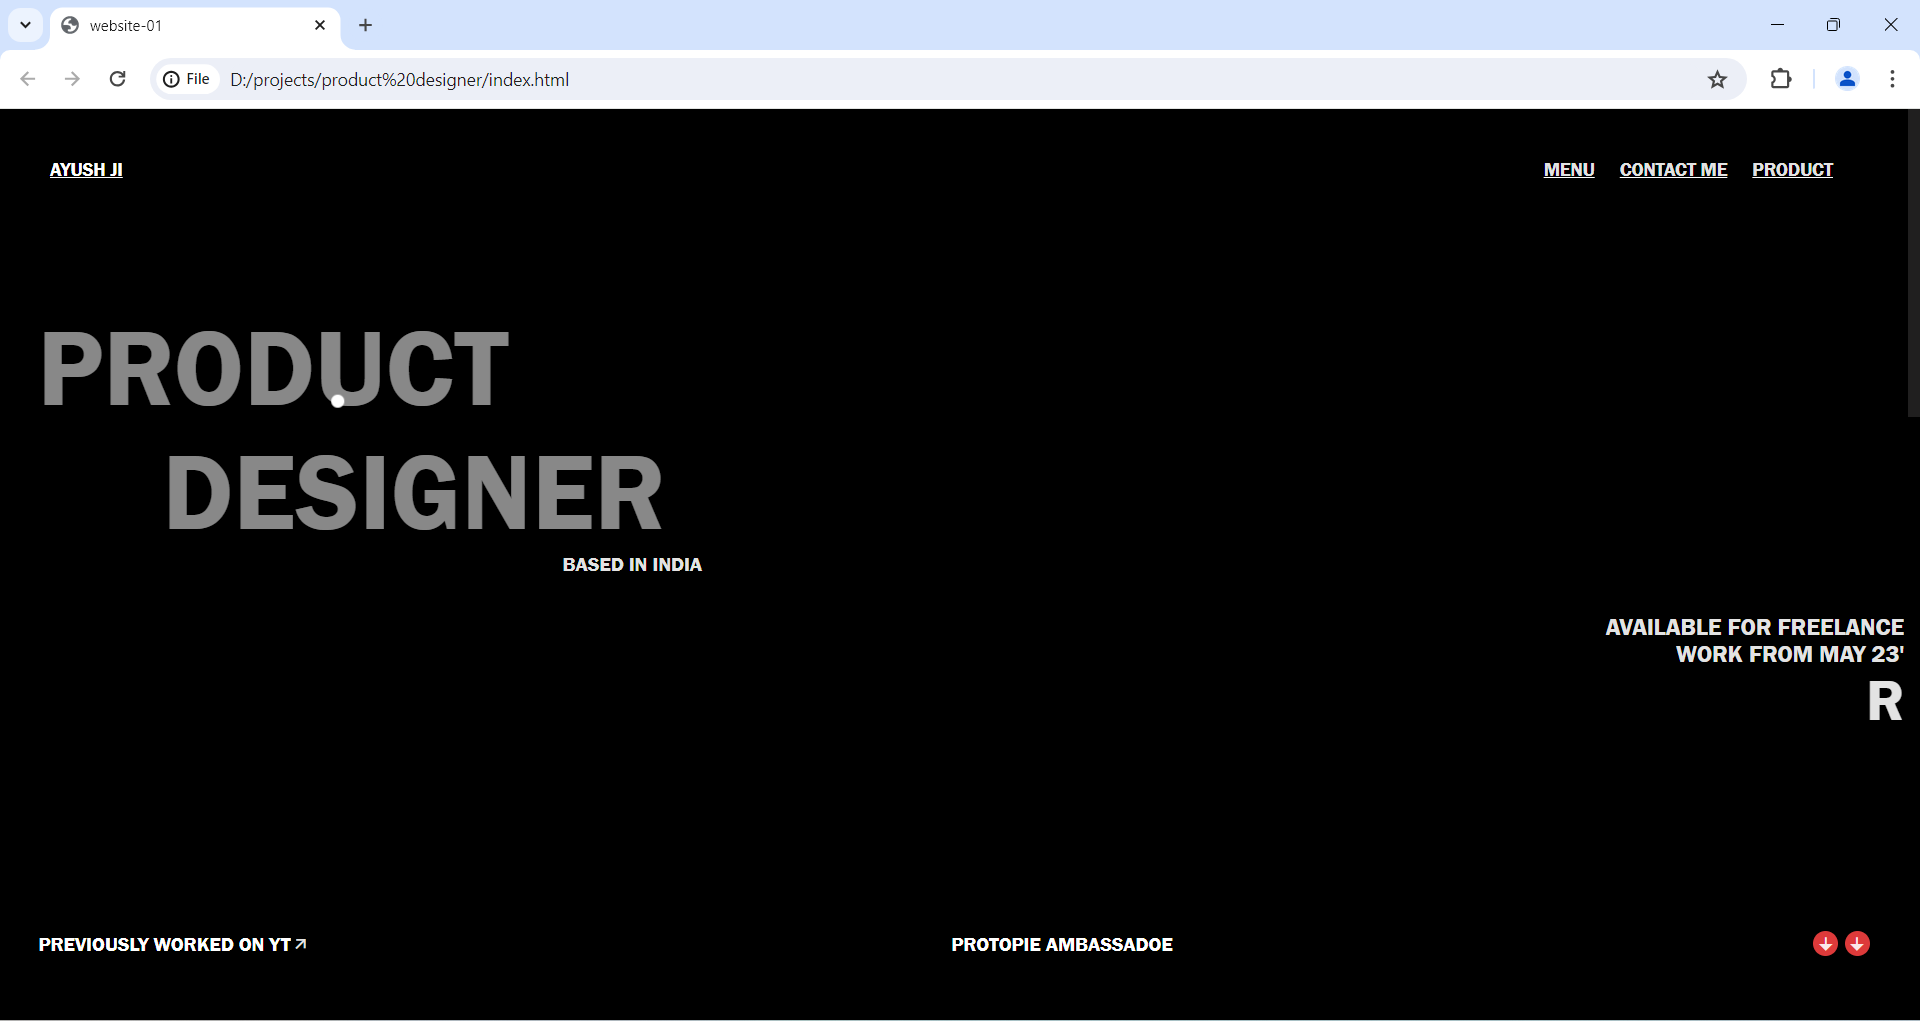 website-01
File D:/projects/product%20designer/index.html
AYUSH JI
MENU CONTACT ME PRODUCT
PRODUCT
DESIGNER
BASED IN INDIA
AVAILABLE FOR FREELANCE
WORK FROM MAY 23'
R
PREVIOUSLY WORKED ON YT
PROTOPIE AMBASSADOE